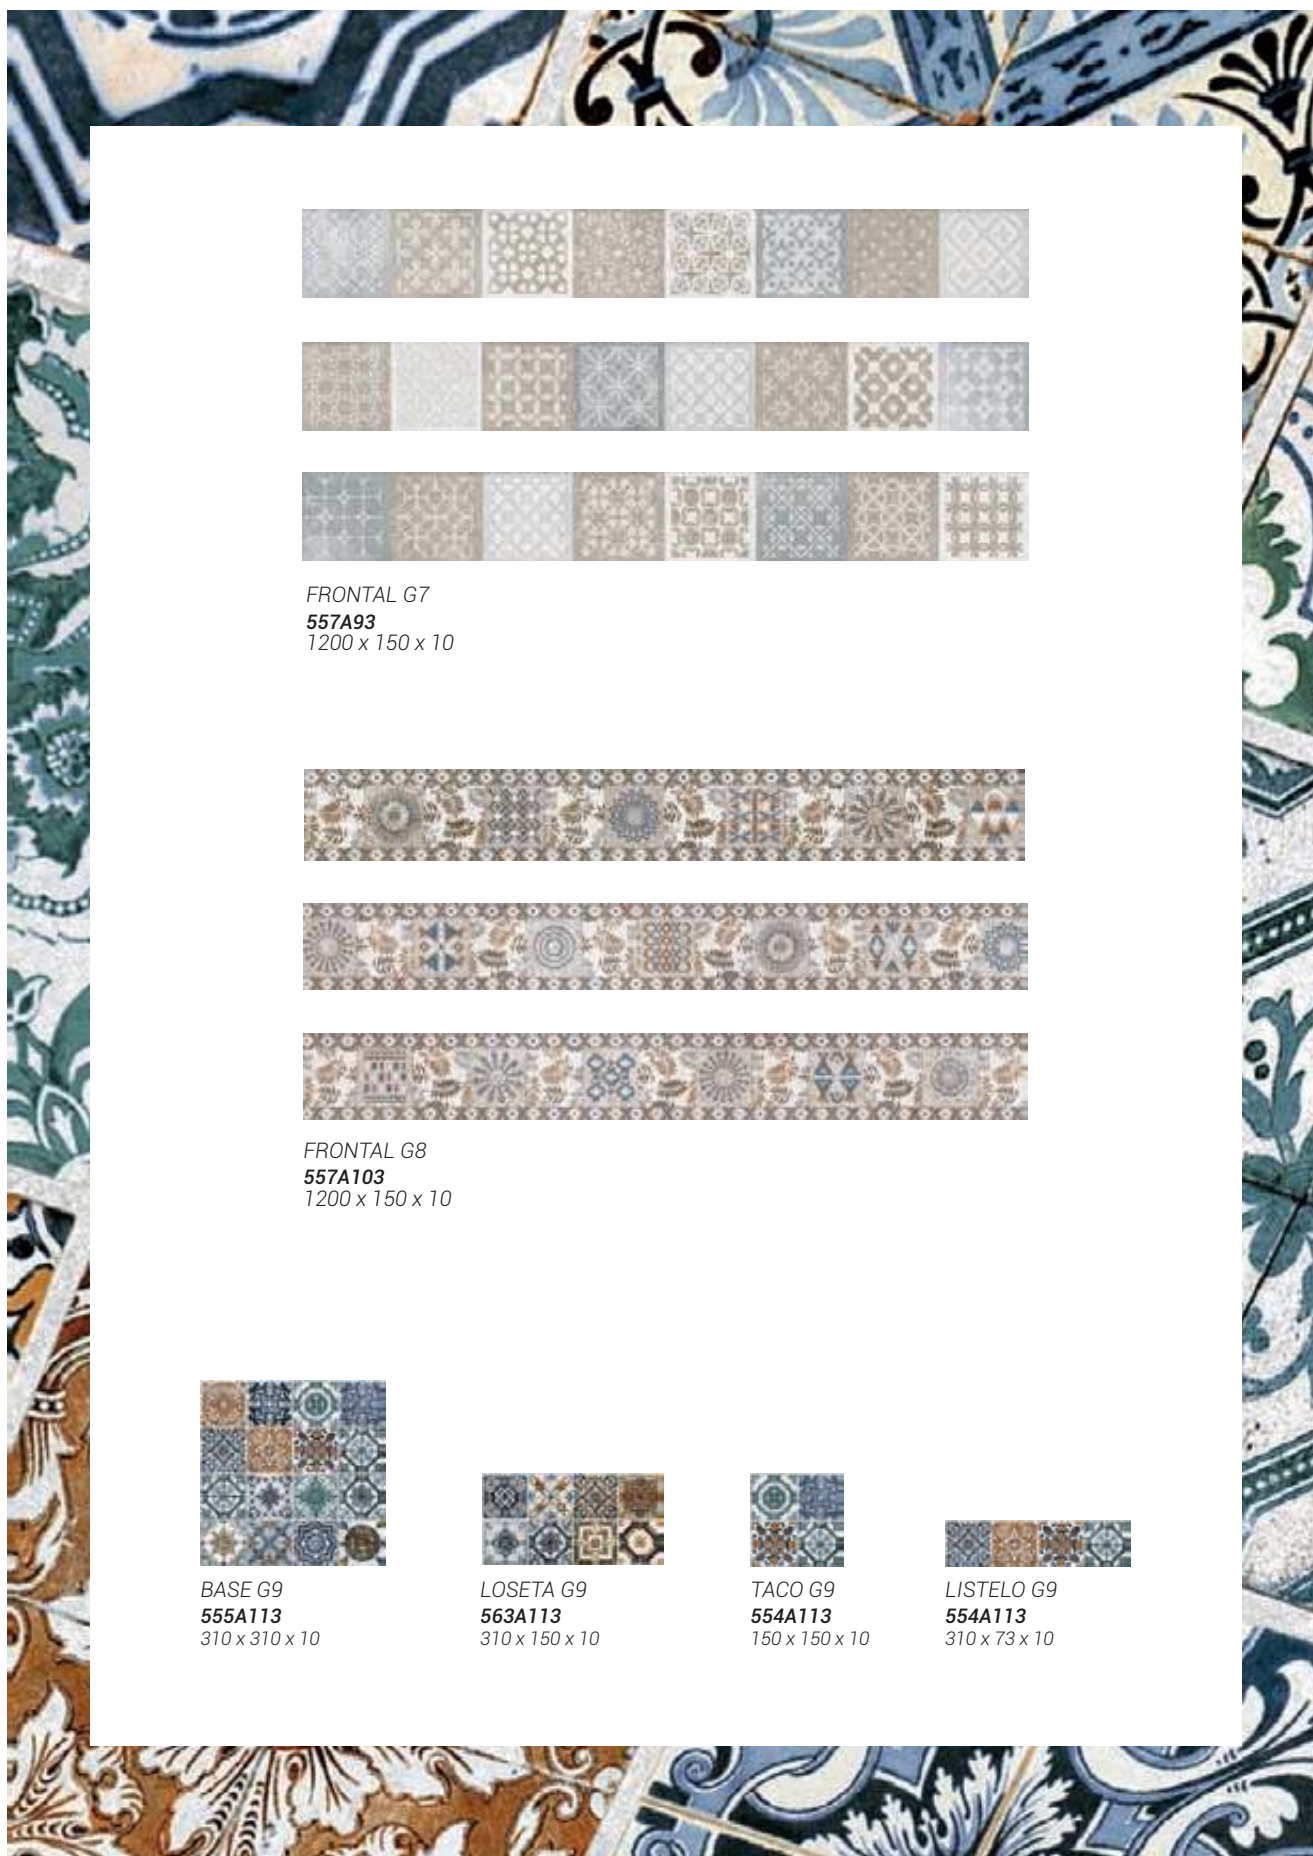 FRONTAL G7
557A93
1200 x 150 x 10
FRONTAL G8
557A103
1200 x 150 x 10
BASE G9
555A113
310 x 310 x 10
LOSETA G9
563A113
310 x 150 x 10
TACO G9
554A113
150 x 150 x 10
LISTELO G9
554A113
310 x 73 x 10